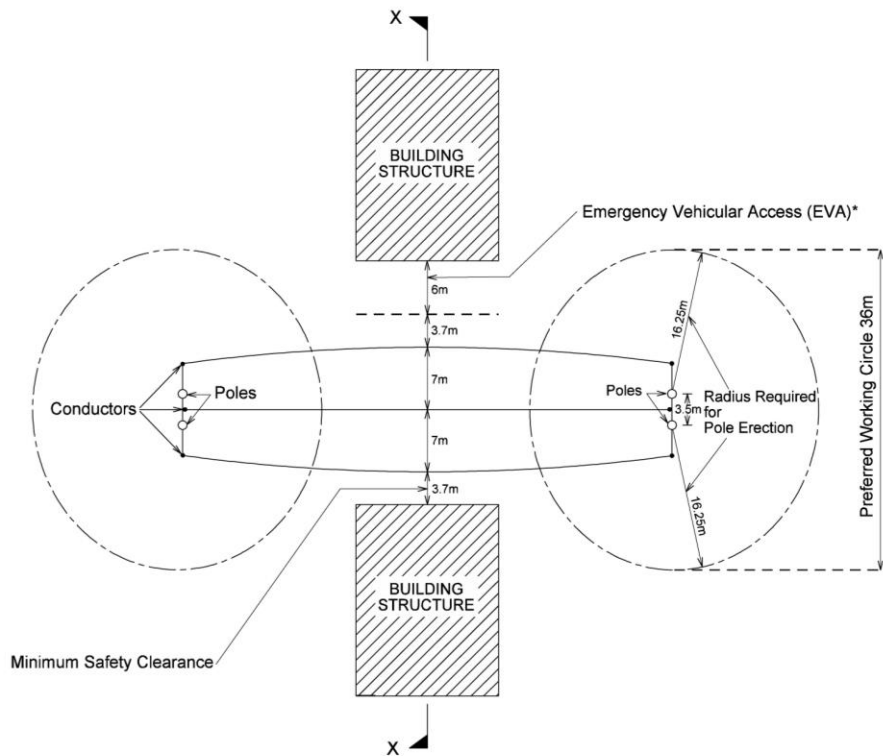 X
BUILDING
STRUCTURE
Emergency Vehicular Access (EVA)*
6m
3.7m
16.25m
7m
Conductors
Poles
Poles
3.5m
Radius Required
for
Pole Erection
Preferred Working Circle 36m
7m
3.7m
16.25m
BUILDING
STRUCTURE
Minimum Safety Clearance
X